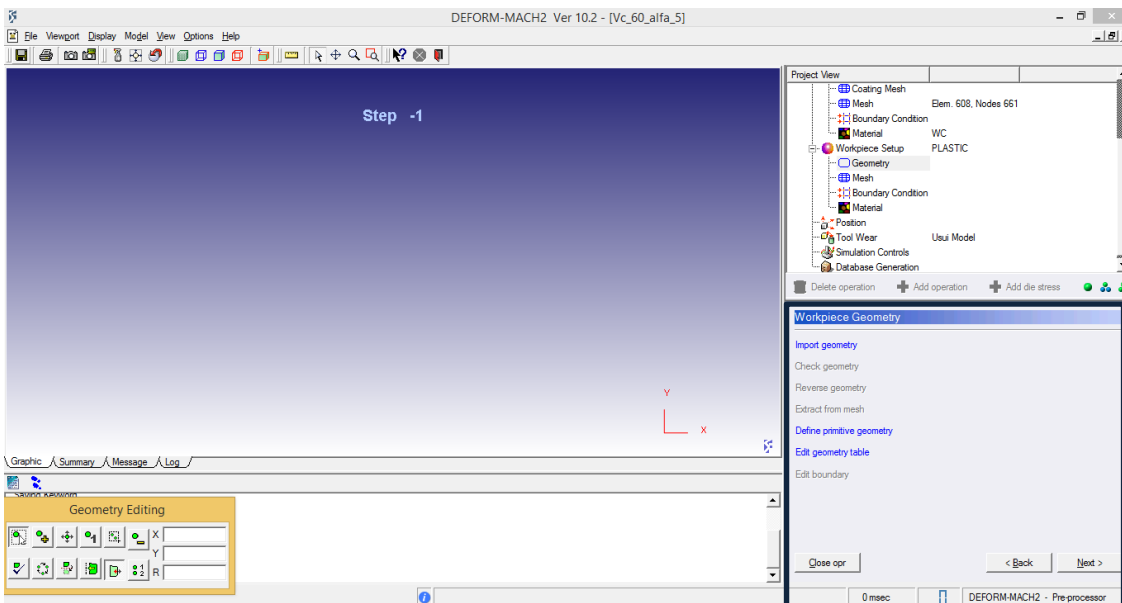 DEFORM-MACH2 Ver 10.2 - [Vc_60_alfa_5]
File Viewport Display Model View Options Help
Step -1
Y
X
Graphic Summary Message Log
Saving Keyword
Geometry Editing
X
Y
R
Project View
Coating Mesh
Mesh Elem. 608, Nodes 661
Boundary Condition
Material WC
Workpiece Setup PLASTIC
Geometry
Mesh
Boundary Condition
Material
Position
Tool Wear Usui Model
Simulation Controls
Database Generation
Delete operation Add operation Add die stress
Workpiece Geometry
Import geometry
Check geometry
Reverse geometry
Extract from mesh
Define primitive geometry
Edit geometry table
Edit boundary
Close opr < Back Next >
0 msec DEFORM-MACH2 - Pre-processor